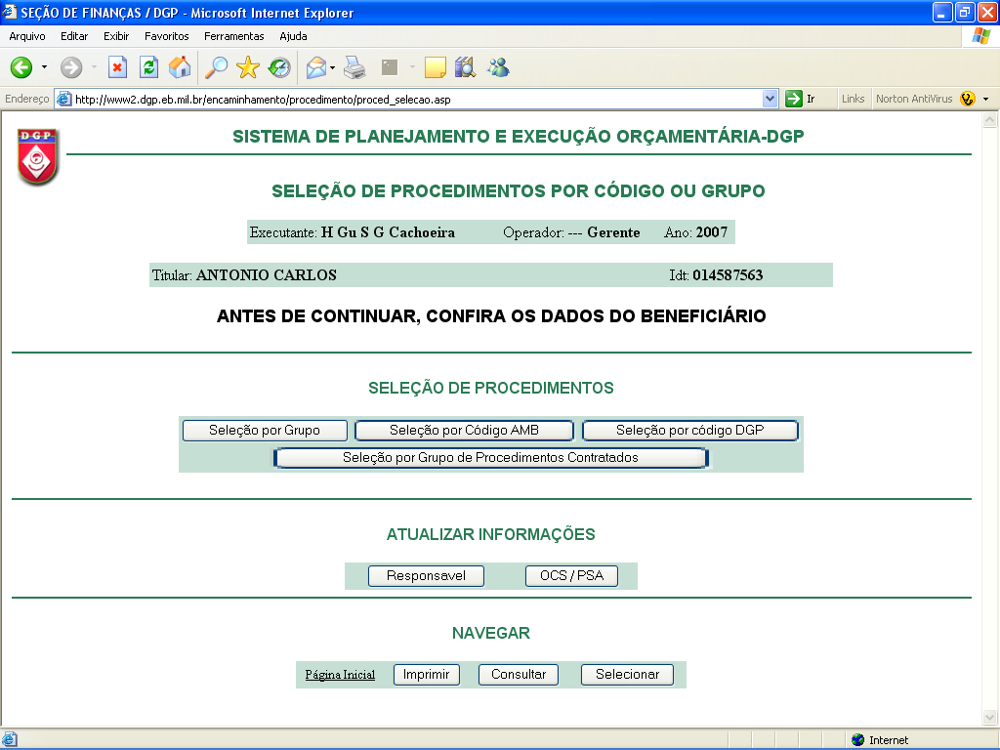 SEÇÃO DE FINANÇAS / DGP - Microsoft Internet Explorer
Arquivo Editar Exibir Favoritos Ferramentas Ajuda
Endereço http://www2.dgp.eb.mil.br/encaminhamento/procedimento/proced_selecao.asp Ir Links Norton AntiVirus
DGP
SISTEMA DE PLANEJAMENTO E EXECUÇÃO ORÇAMENTÁRIA-DGP
SELEÇÃO DE PROCEDIMENTOS POR CÓDIGO OU GRUPO
Executante: H Gu S G Cachoeira Operador: --- Gerente Ano: 2007
Titular: ANTONIO CARLOS Idt: 014587563
ANTES DE CONTINUAR, CONFIRA OS DADOS DO BENEFICIÁRIO
SELEÇÃO DE PROCEDIMENTOS
Seleção por Grupo Seleção por Código AMB Seleção por código DGP
Seleção por Grupo de Procedimentos Contratados
ATUALIZAR INFORMAÇÕES
Responsavel OCS / PSA
NAVEGAR
Página Inicial Imprimir Consultar Selecionar
Internet